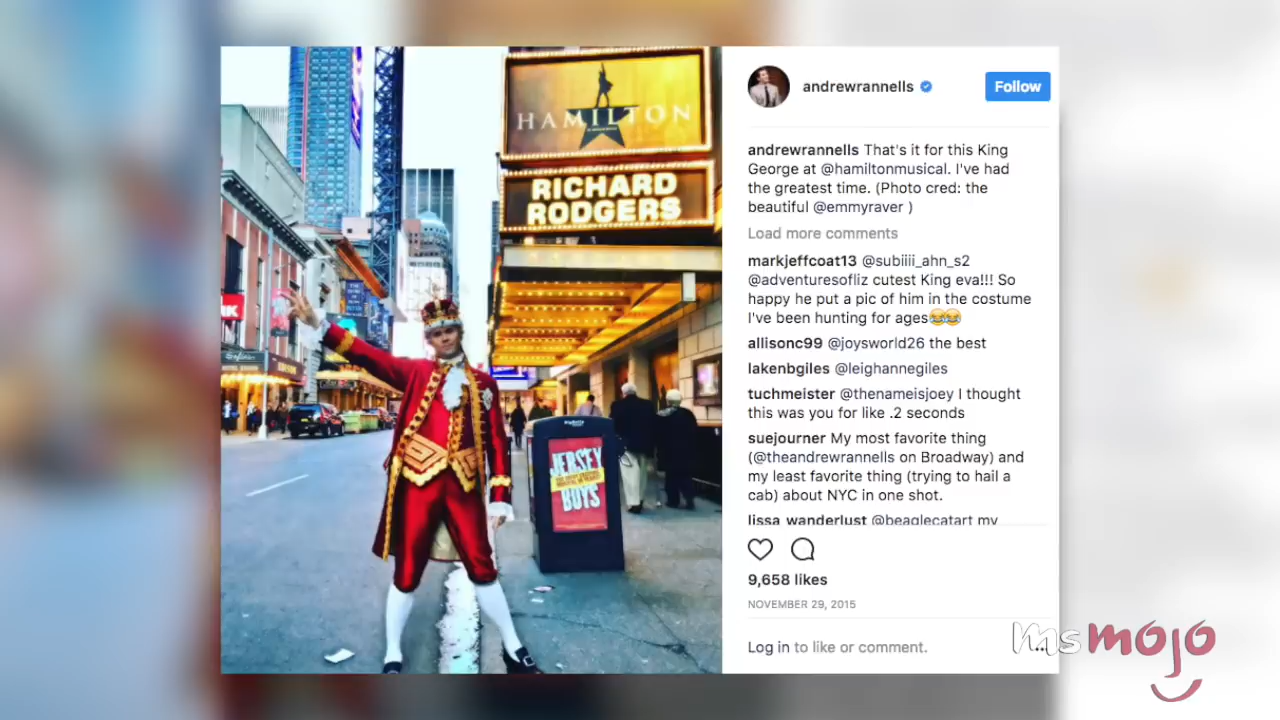 HAMILTON
RICHARD
RODGERS
JERSEY
BOYS
andrewrannells
Follow
andrewrannells That's it for this King
George at @hamiltonmusical. I've had
the greatest time. (Photo cred: the
beautiful @emmyraver )
Load more comments
markjeffcoat13 @subiiii_ahn_s2
@adventuresofliz cutest King eva!!! So
happy he put a pic of him in the costume
I've been hunting for ages😂😂
allisonc99 @joysworld26 the best
lakenbgiles @leighannegiles
tuchmeister @thenameisjoey I thought
this was you for like .2 seconds
suejourner My most favorite thing
(@theandrewrannells on Broadway) and
my least favorite thing (trying to hail a
cab) about NYC in one shot.
lissa_wanderlust @beaglecatart my
9,658 likes
NOVEMBER 29, 2015
Log in to like or comment.
msmojo